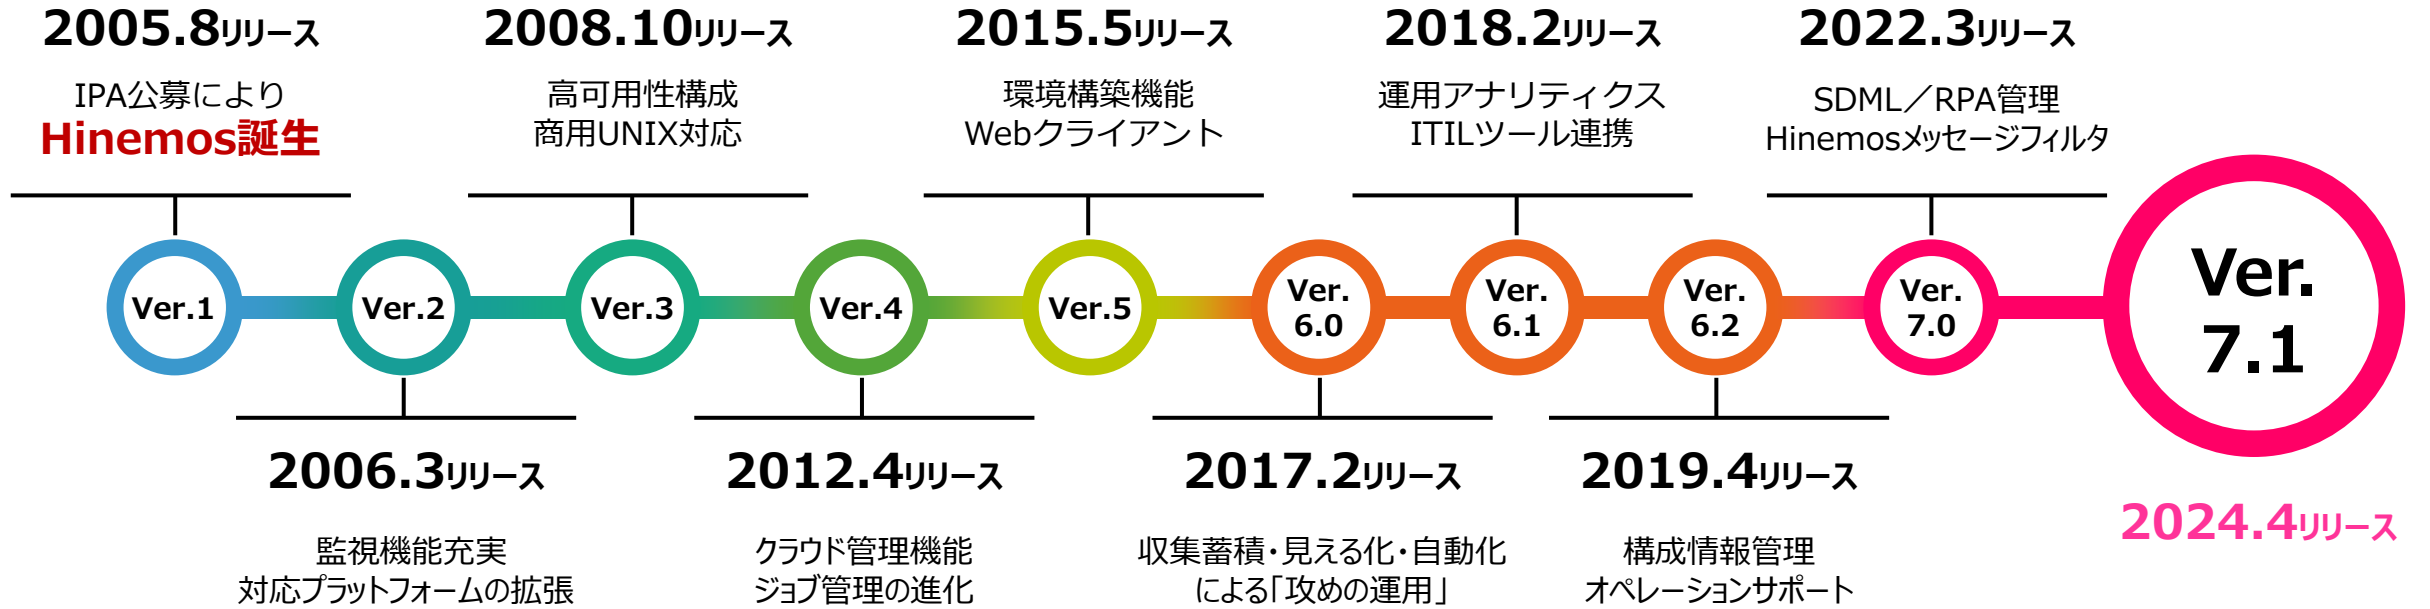 2005.8リリース
IPA公募により
Hinemos誕生
2008.10リリース
高可用性構成
商用UNIX対応
2015.5リリース
環境構築機能
Webクライアント
2018.2リリース
運用アナリティクス
ITILツール連携
2022.3リリース
SDML／RPA管理
Hinemosメッセージフィルタ
Ver.1
Ver.2
Ver.3
Ver.4
Ver.5
Ver.
6.0
Ver.
6.1
Ver.
6.2
Ver.
7.0
Ver.
7.1
2006.3リリース
監視機能充実
対応プラットフォームの拡張
2012.4リリース
クラウド管理機能
ジョブ管理の進化
2017.2リリース
収集蓄積・見える化・自動化
による「攻めの運用」
2019.4リリース
構成情報管理
オペレーションサポート
2024.4リリース